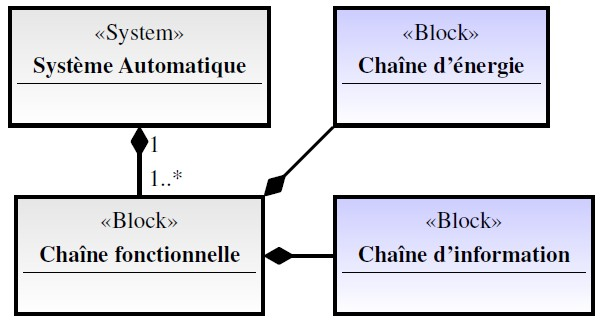 «System»
Système Automatique
«Block»
Chaîne d'énergie
1
1..*
«Block»
Chaîne fonctionnelle
«Block»
Chaîne d'information